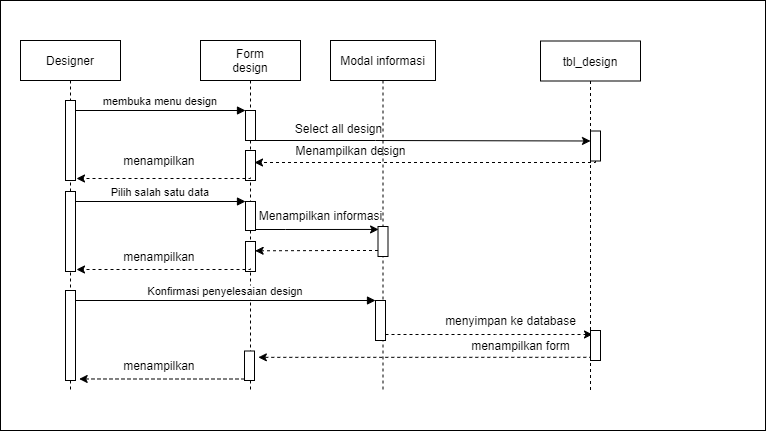 Designer
Form
design
Modal informasi
tbl_design
membuka menu design
Select all design
Menampilkan design
menampilkan
Pilih salah satu data
Menampilkan informasi
menampilkan
Konfirmasi penyelesaian design
menyimpan ke database
menampilkan form
menampilkan